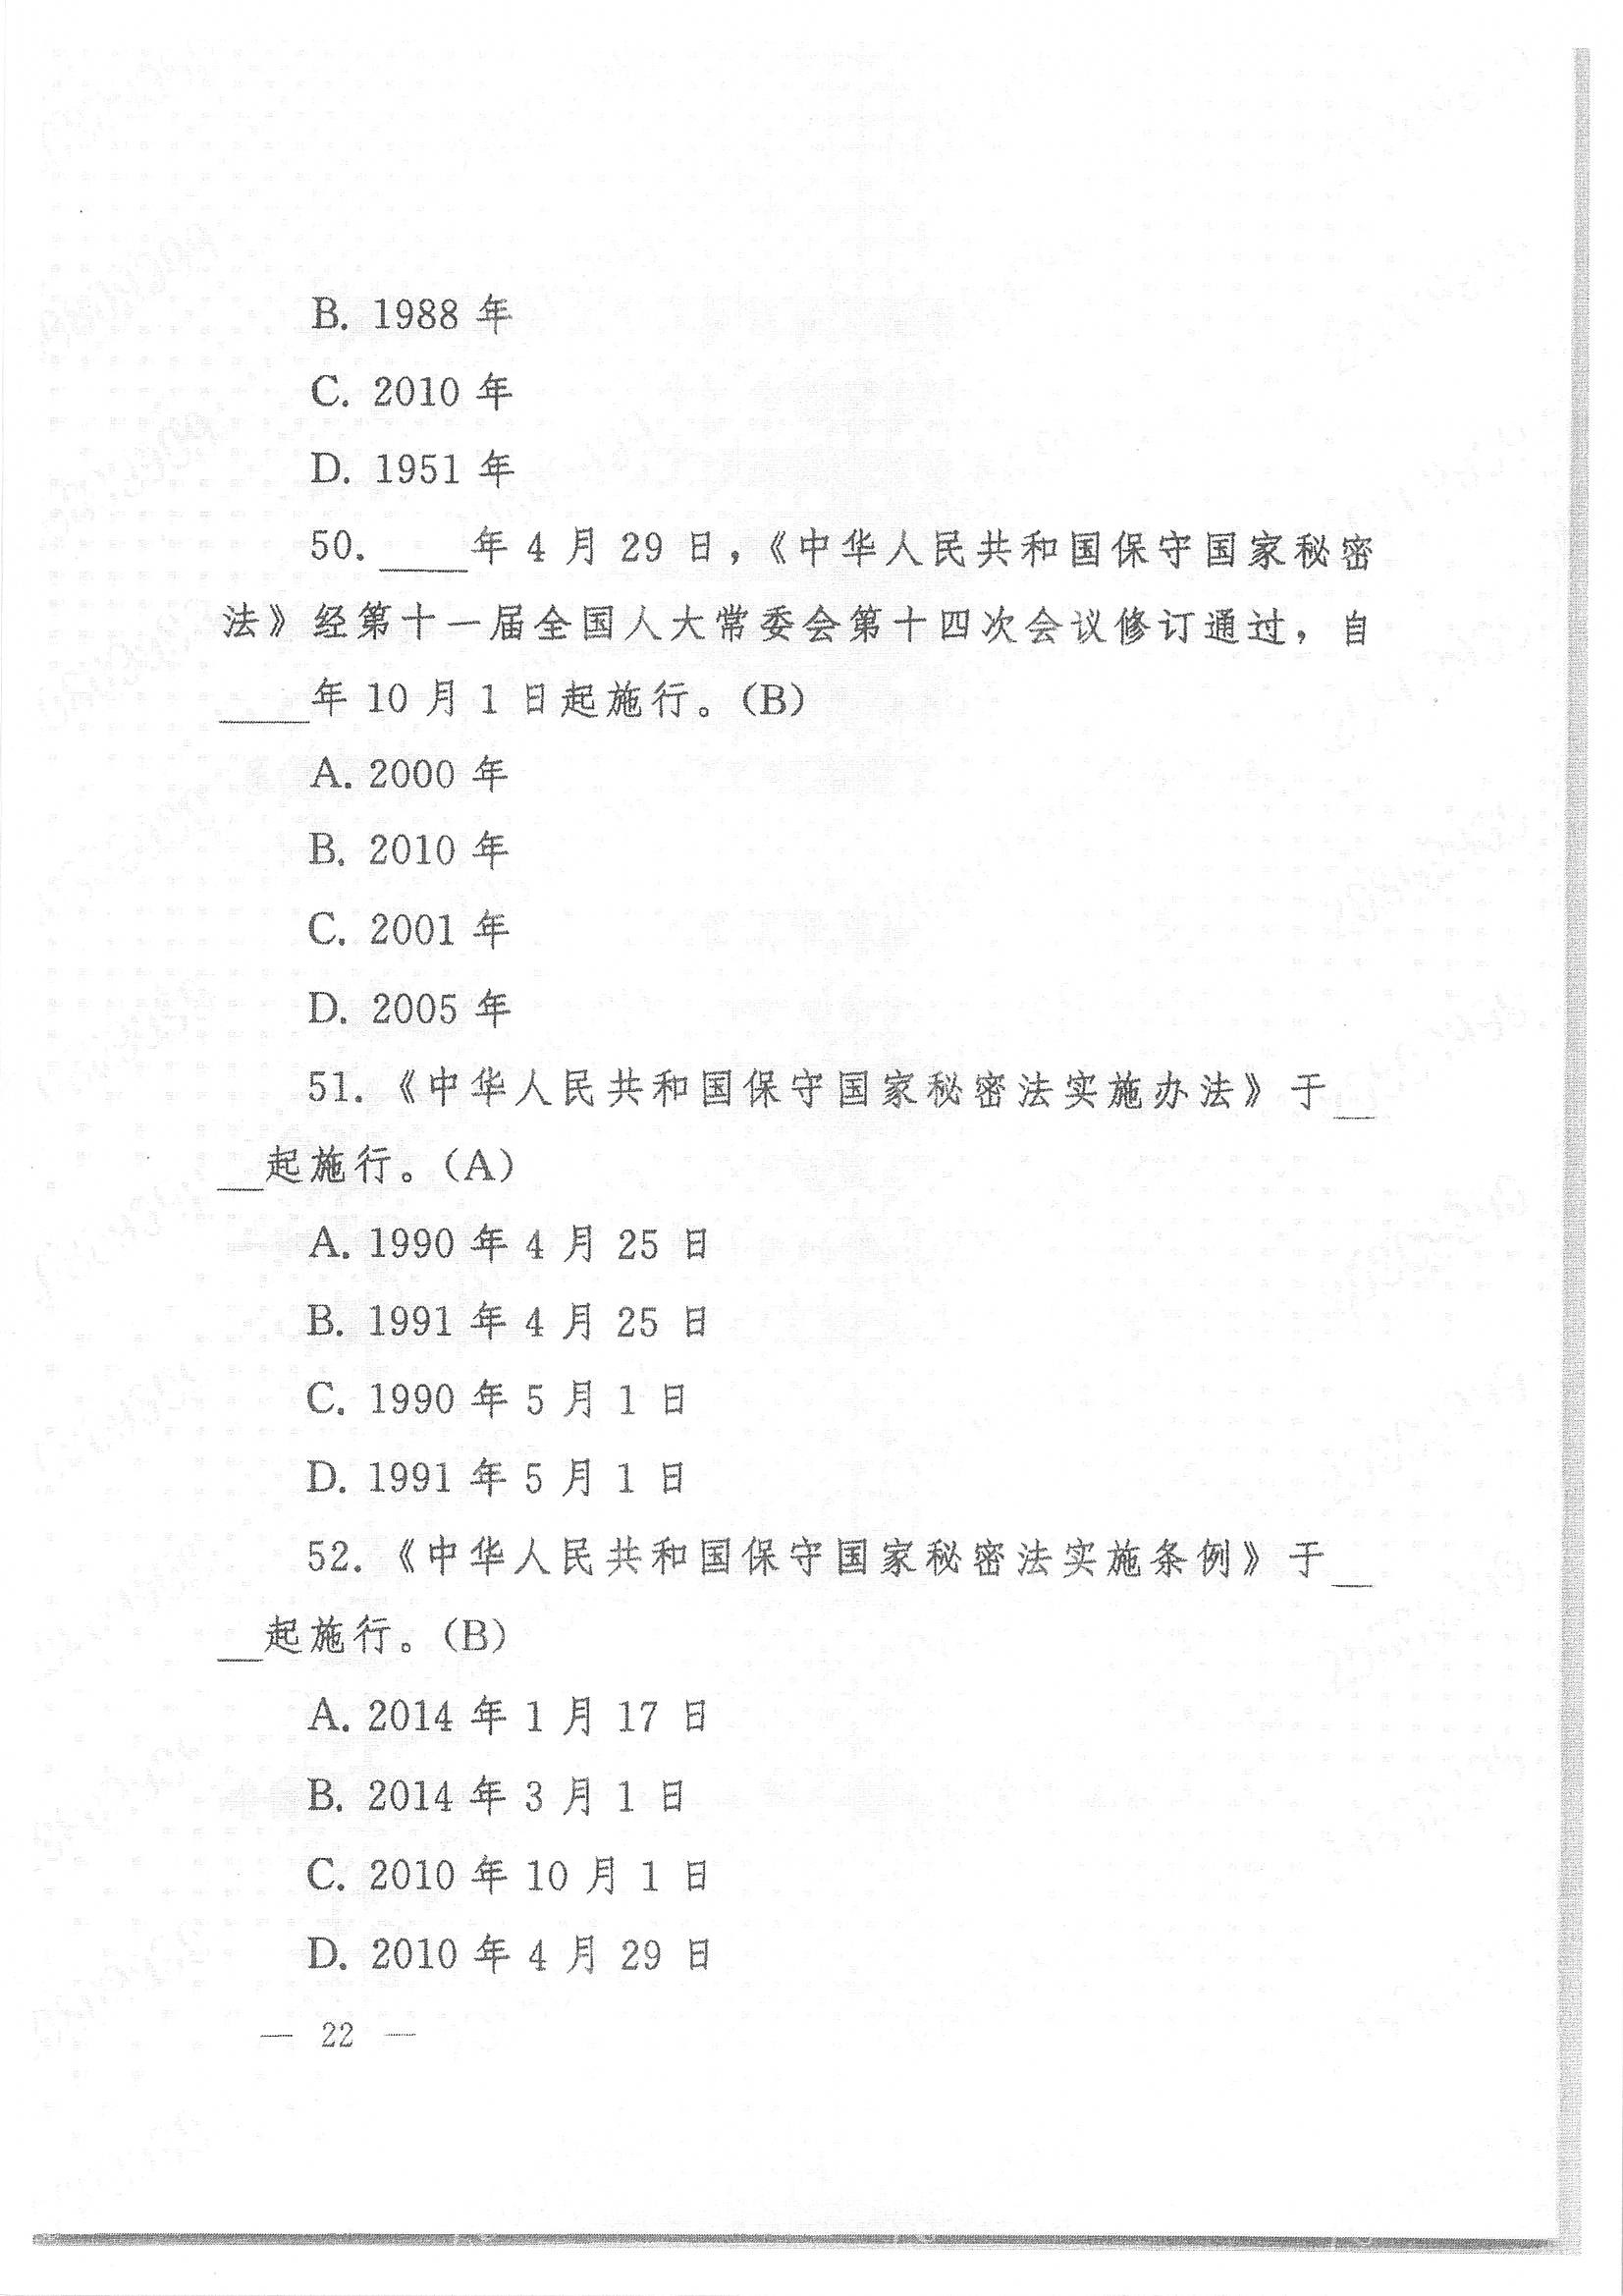 B. 1988 年
C. 2010 年
D. 1951 年
50. ____年 4 月 29 日，《中华人民共和国保守国家秘密
法》经第十一届全国人大常委会第十四次会议修订通过，自
____年 10 月 1 日起施行。（B）
A. 2000 年
B. 2010 年
C. 2001 年
D. 2005 年
51.《中华人民共和国保守国家秘密法实施办法》于__
__起施行。（A）
A. 1990 年 4 月 25 日
B. 1991 年 4 月 25 日
C. 1990 年 5 月 1 日
D. 1991 年 5 月 1 日
52.《中华人民共和国保守国家秘密法实施条例》于__
__起施行。（B）
A. 2014 年 1 月 17 日
B. 2014 年 3 月 1 日
C. 2010 年 10 月 1 日
D. 2010 年 4 月 29 日
— 22 —